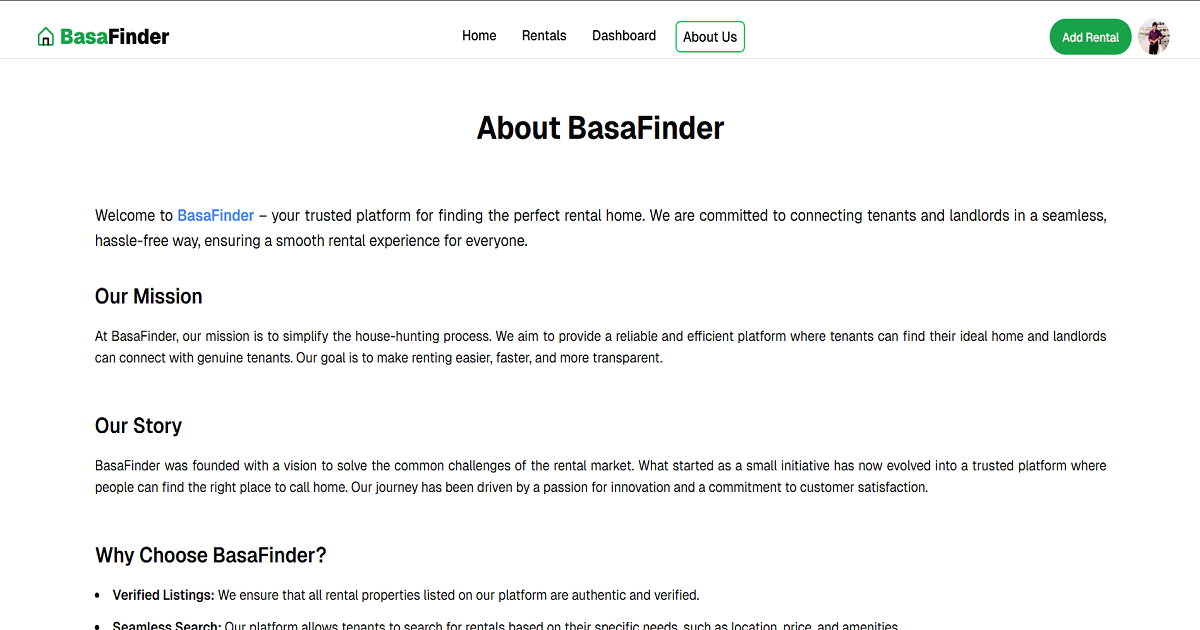 BasaFinder
Home
Rentals
Dashboard
About Us
Add Rental
About BasaFinder
Welcome to BasaFinder – your trusted platform for finding the perfect rental home. We are committed to connecting tenants and landlords in a seamless,
hassle-free way, ensuring a smooth rental experience for everyone.
Our Mission
At BasaFinder, our mission is to simplify the house-hunting process. We aim to provide a reliable and efficient platform where tenants can find their ideal home and landlords
can connect with genuine tenants. Our goal is to make renting easier, faster, and more transparent.
Our Story
BasaFinder was founded with a vision to solve the common challenges of the rental market. What started as a small initiative has now evolved into a trusted platform where
people can find the right place to call home. Our journey has been driven by a passion for innovation and a commitment to customer satisfaction.
Why Choose BasaFinder?
• Verified Listings: We ensure that all rental properties listed on our platform are authentic and verified.
• Seamless Search: Our platform allows tenants to search for rentals based on their specific needs, such as location, price, and amenities.